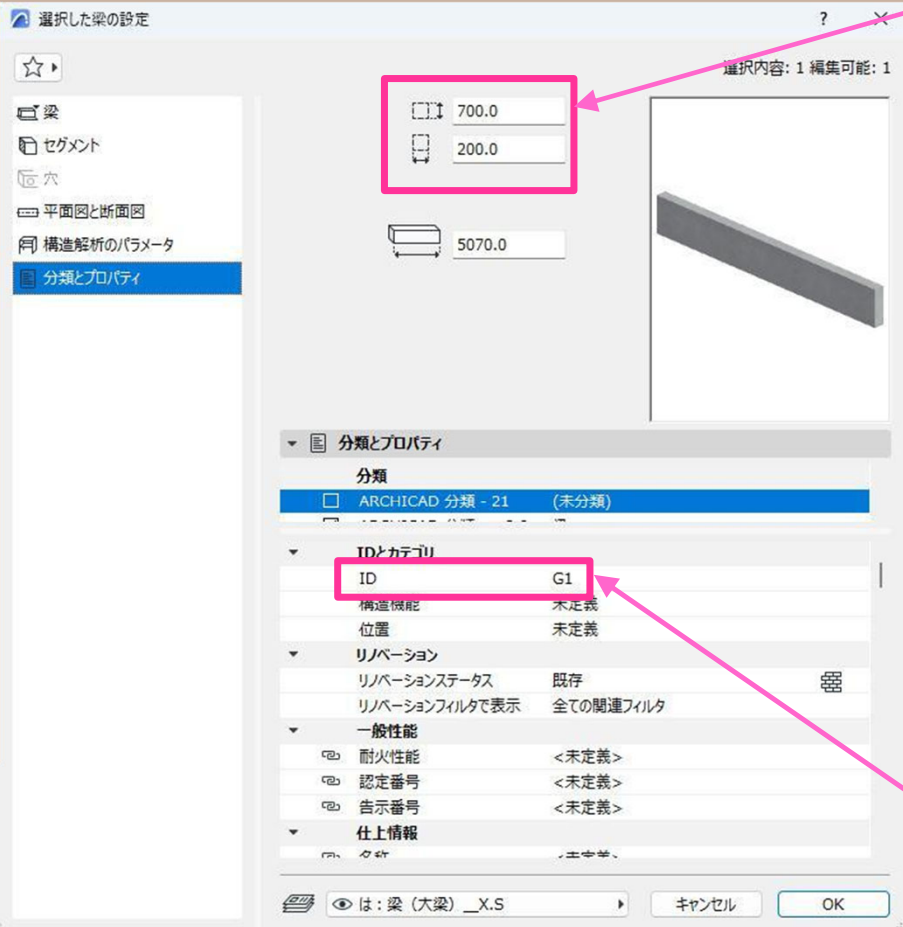 選択した梁の設定
?
選択内容: 1 編集可能: 1
梁
セグメント
穴
平面図と断面図
構造解析のパラメータ
分類とプロパティ
700.0
200.0
5070.0
分類とプロパティ
分類
ARCHICAD 分類 - 21 (未分類)
IDとカテゴリ
ID G1
構造機能 未定義
位置 未定義
リノベーション
リノベーションステータス 既存
リノベーションフィルタで表示 全ての関連フィルタ
一般性能
耐火性能 <未定義>
認定番号 <未定義>
告示番号 <未定義>
仕上情報
は：梁（大梁）__X.S
キャンセル
OK